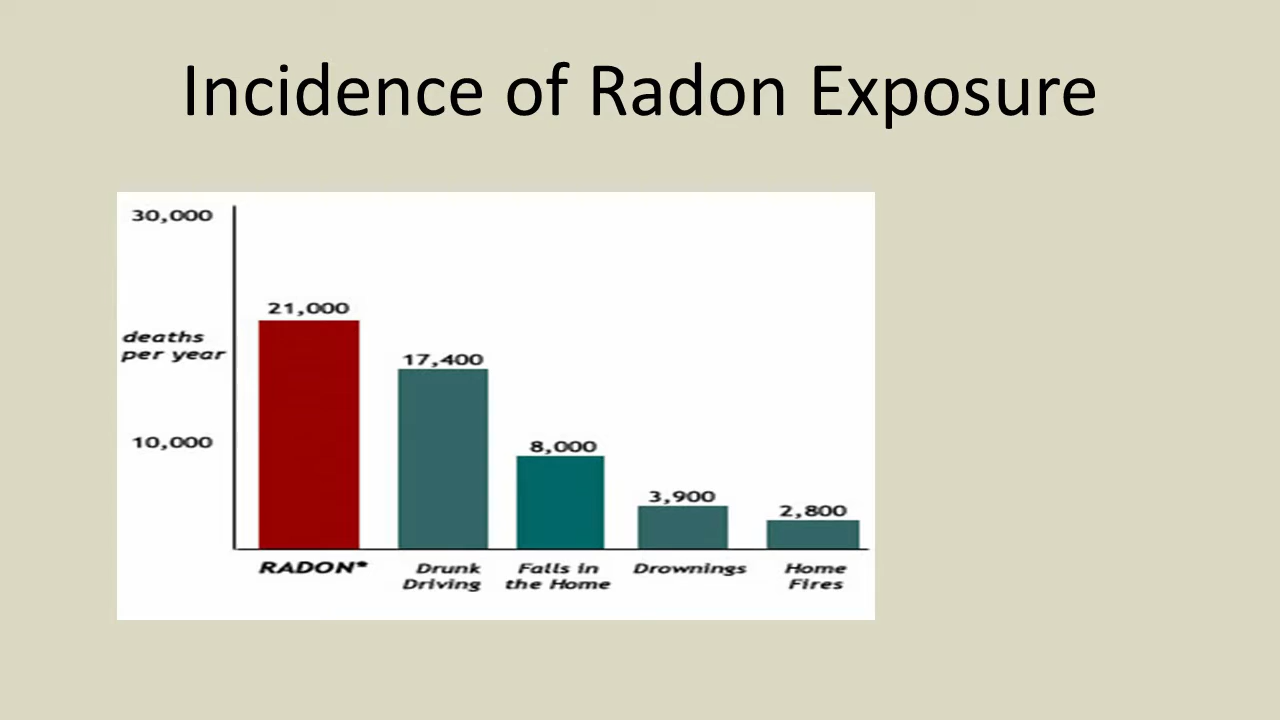 Incidence of Radon Exposure
30,000
21,000
deaths
per year
17,400
10,000
8,000
3,900
2,800
RADON*
Drunk
Driving
Falls in
the Home
Drownings
Home
Fires